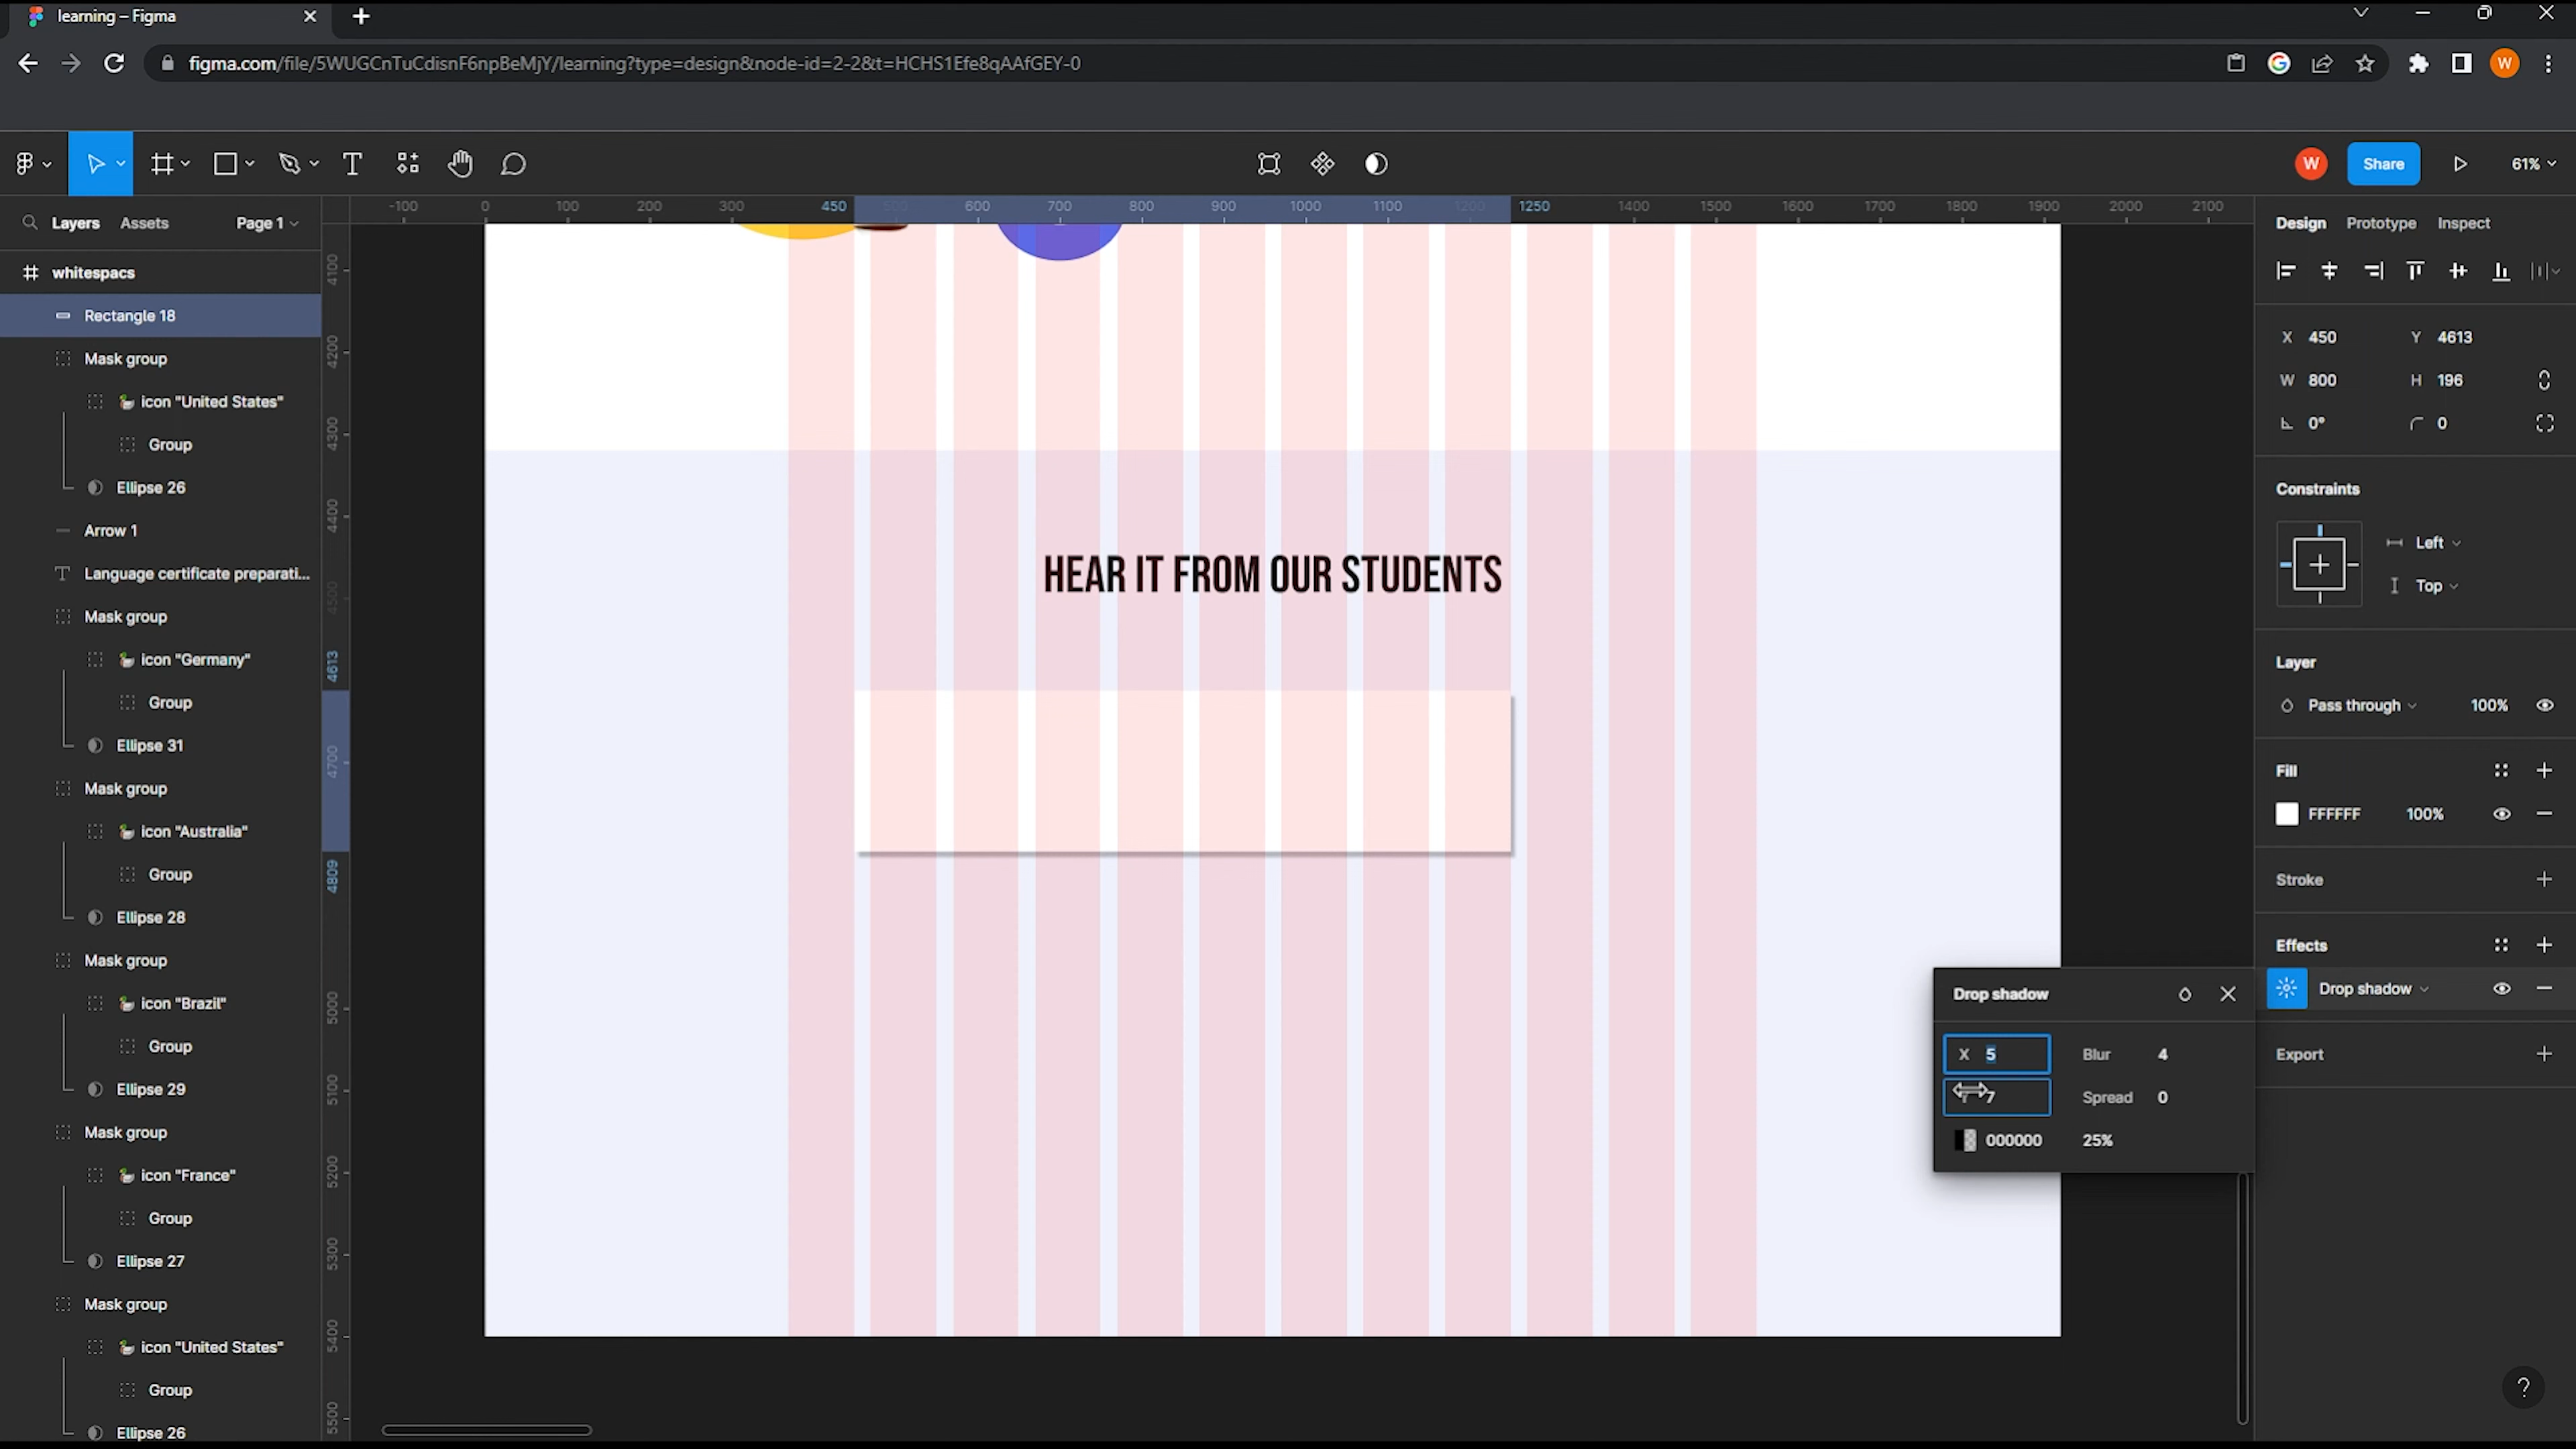 learning – Figma
figma.com/file/5WUGCnTuCdisnF6npBeMjY/learning?type=design&node-id=2-2&t=HCHS1Efe8qAAfGEY-0
W
W
Share
61%
Layers
Assets
Page 1
-100
0
100
200
300
450
500
600
700
800
900
1000
1100
1200
1250
1400
1500
1600
1700
1800
1900
2000
2100
Design
Prototype
Inspect
whitespacs
Rectangle 18
Mask group
icon "United States"
Group
Ellipse 26
Arrow 1
Language certificate preparati...
Mask group
icon "Germany"
Group
Ellipse 31
Mask group
icon "Australia"
Group
Ellipse 28
Mask group
icon "Brazil"
Group
Ellipse 29
Mask group
icon "France"
Group
Ellipse 27
Mask group
icon "United States"
Group
Ellipse 26
4100
4200
4300
4400
4500
4613
4700
4809
5000
5100
5200
5300
5400
5500
HEAR IT FROM OUR STUDENTS
X 450
Y 4613
W 800
H 196
0°
0
Constraints
Left
Top
Layer
Pass through
100%
Fill
FFFFFF
100%
Stroke
Effects
Drop shadow
Export
Drop shadow
X 5
Blur 4
7
Spread 0
000000
25%
?